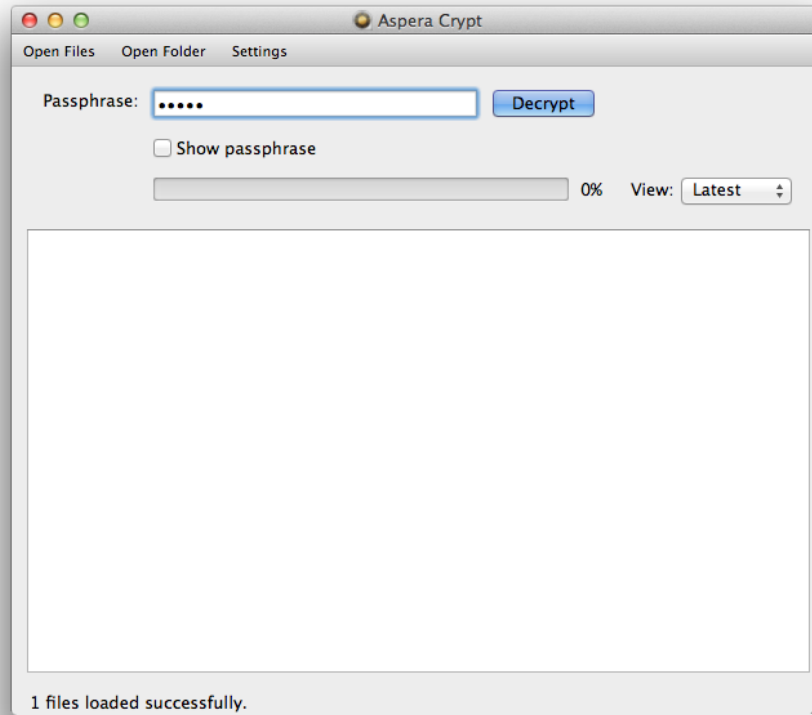 Aspera Crypt
Open Files Open Folder Settings
Passphrase: ••••• Decrypt
Show passphrase
0% View: Latest
1 files loaded successfully.